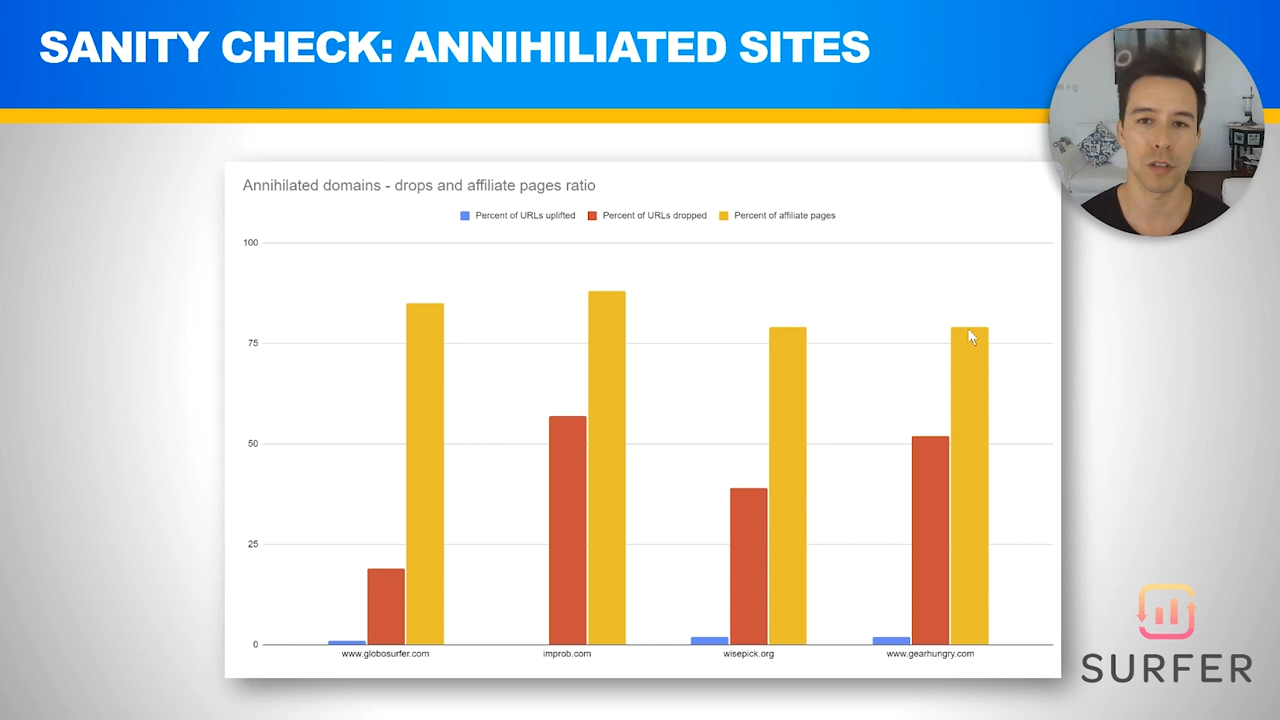 SANITY CHECK: ANNIHILIATED SITES
Annihilated domains - drops and affiliate pages ratio
Percent of URLs uplifted Percent of URLs dropped Percent of affiliate pages
100
75
50
25
0
www.globosurfer.com improb.com wisepick.org www.gearhungry.com
SURFER